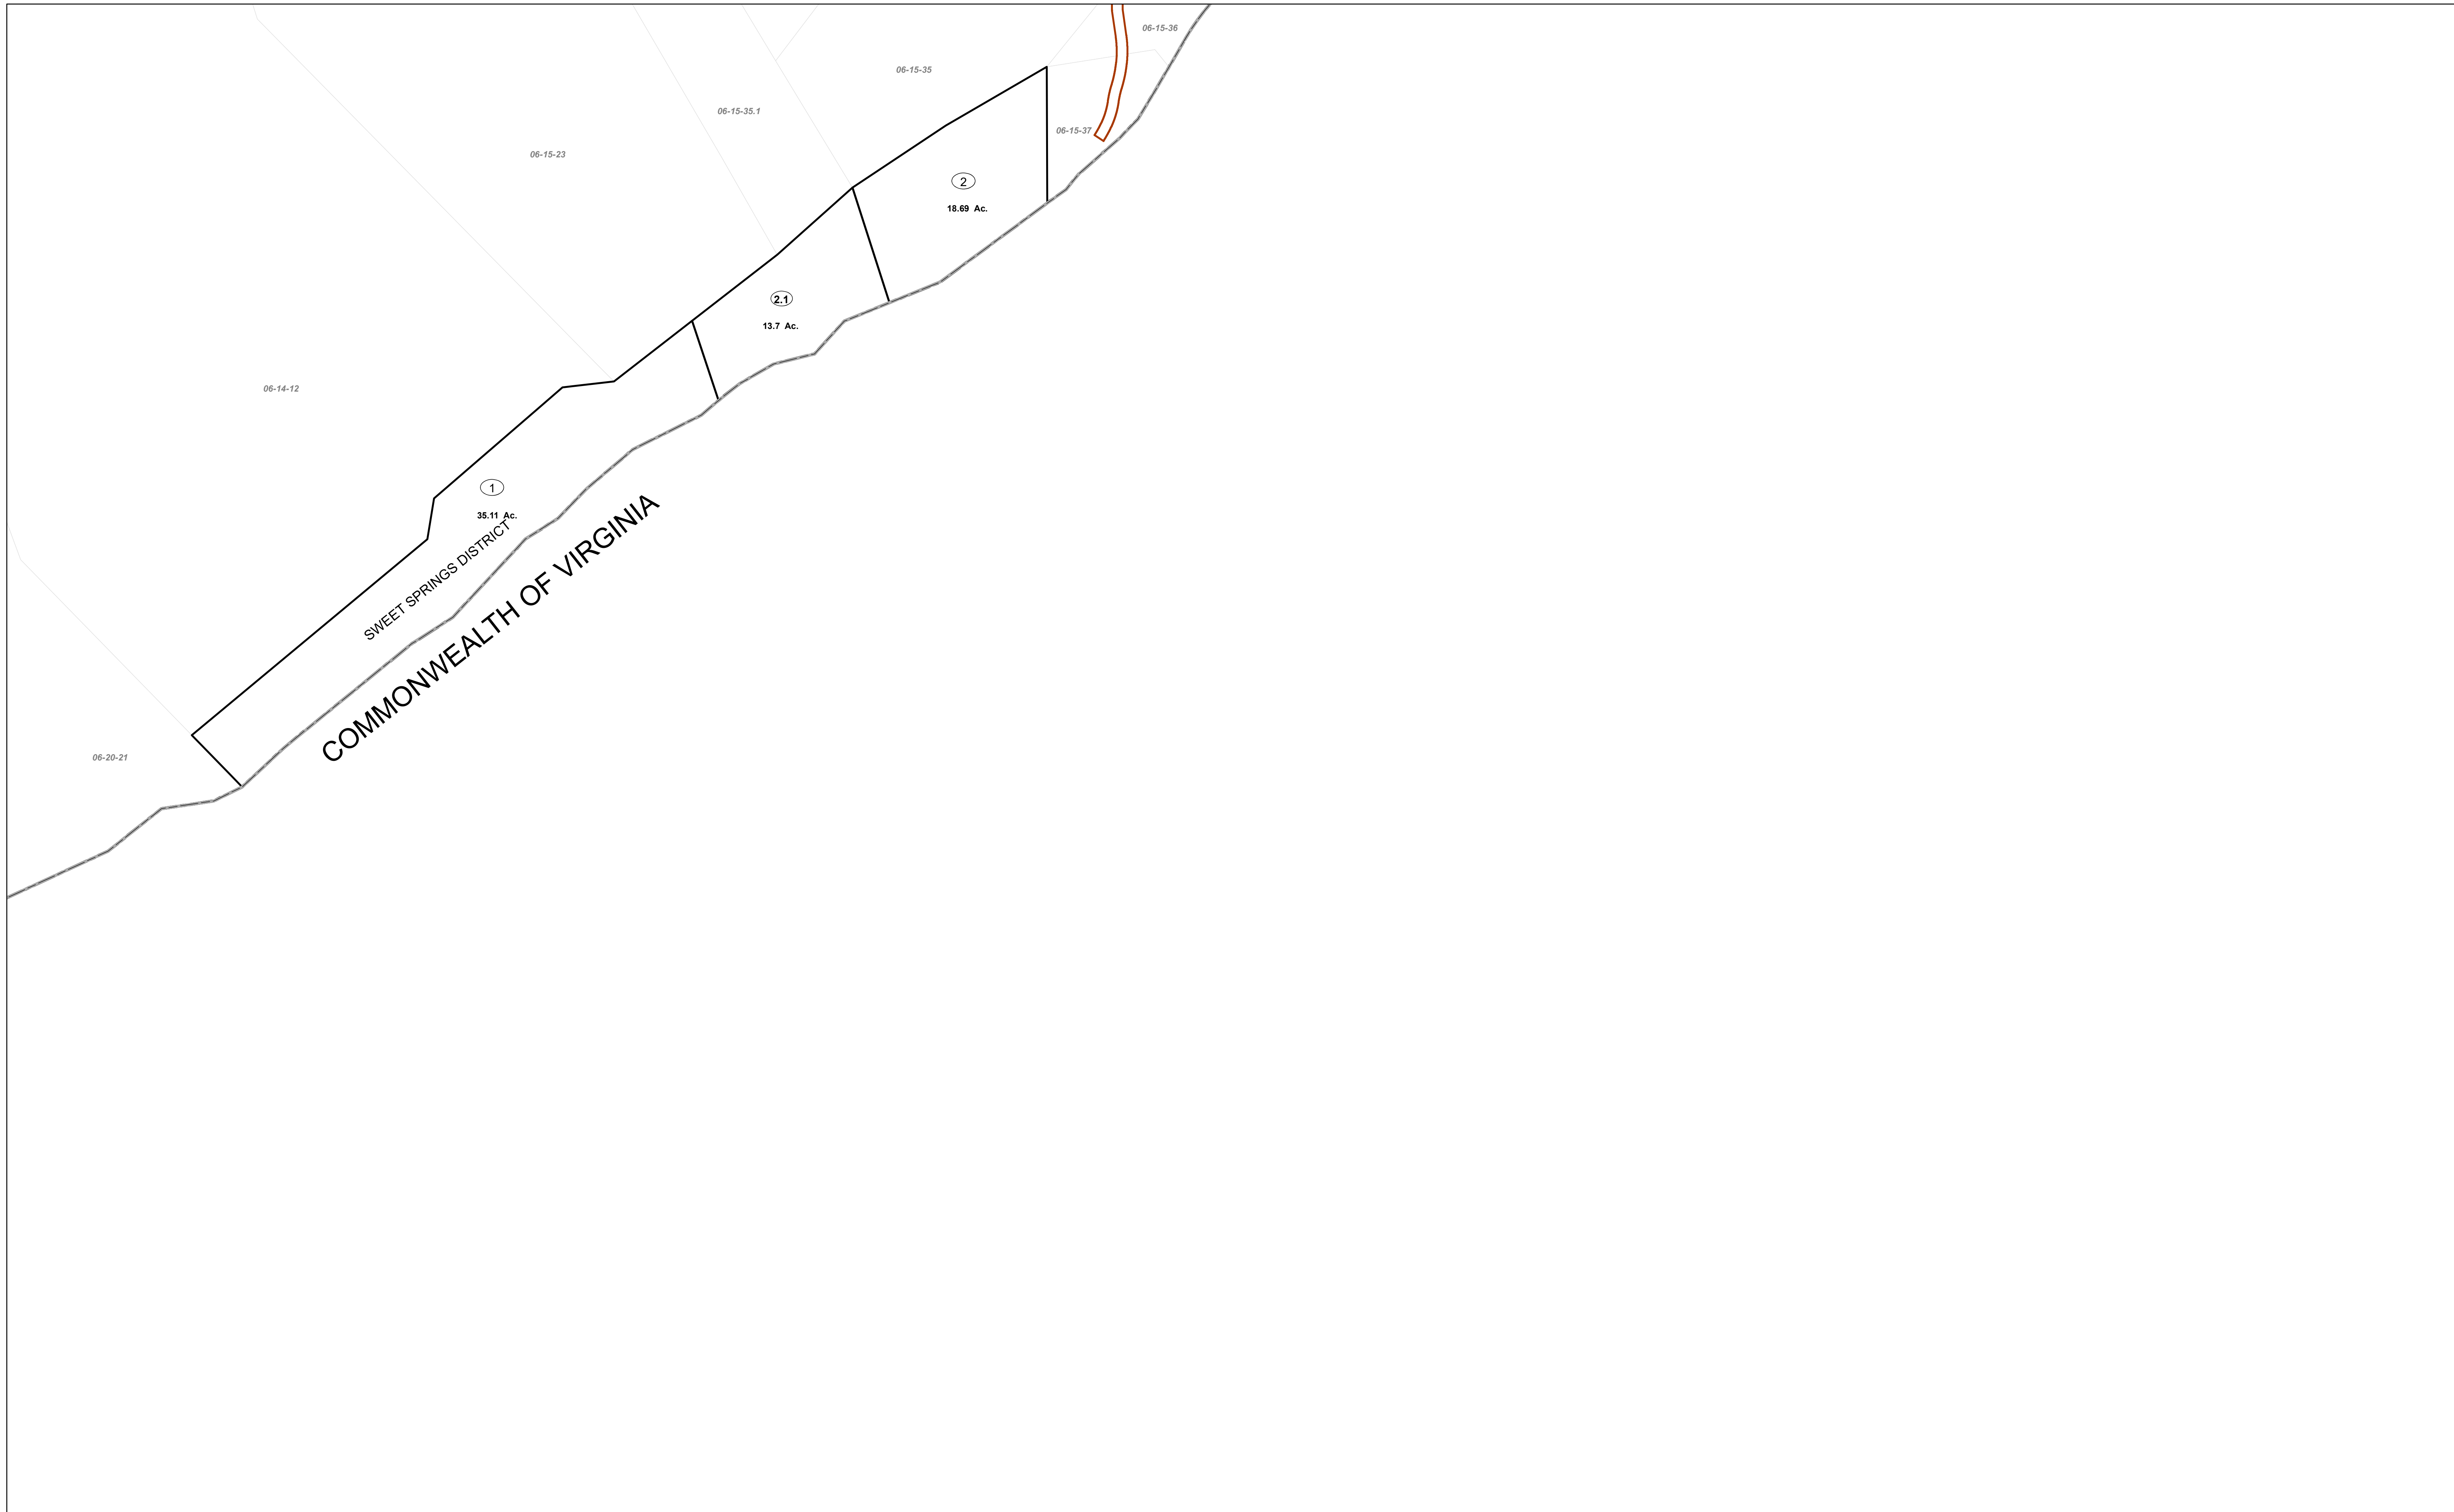 06-15-36
06-15-35
06-15-35.1
06-15-37
06-15-23
2
18.69 Ac.
2.1
13.7 Ac.
06-14-12
1
35.11 Ac.
SWEET SPRINGS DISTRICT
COMMONWEALTH OF VIRGINIA
06-20-21